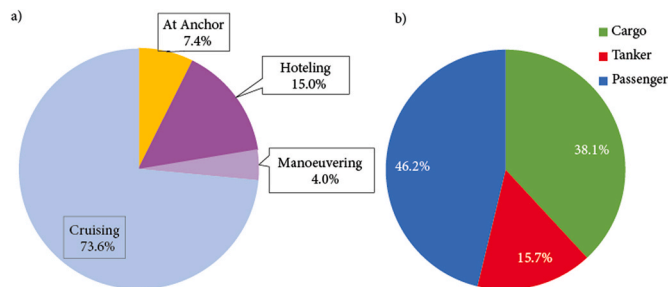 a)
At Anchor
7.4%
Hoteling
15.0%
Manoeuvering
4.0%
Cruising
73.6%
b)
Cargo
Tanker
Passenger
46.2%
38.1%
15.7%